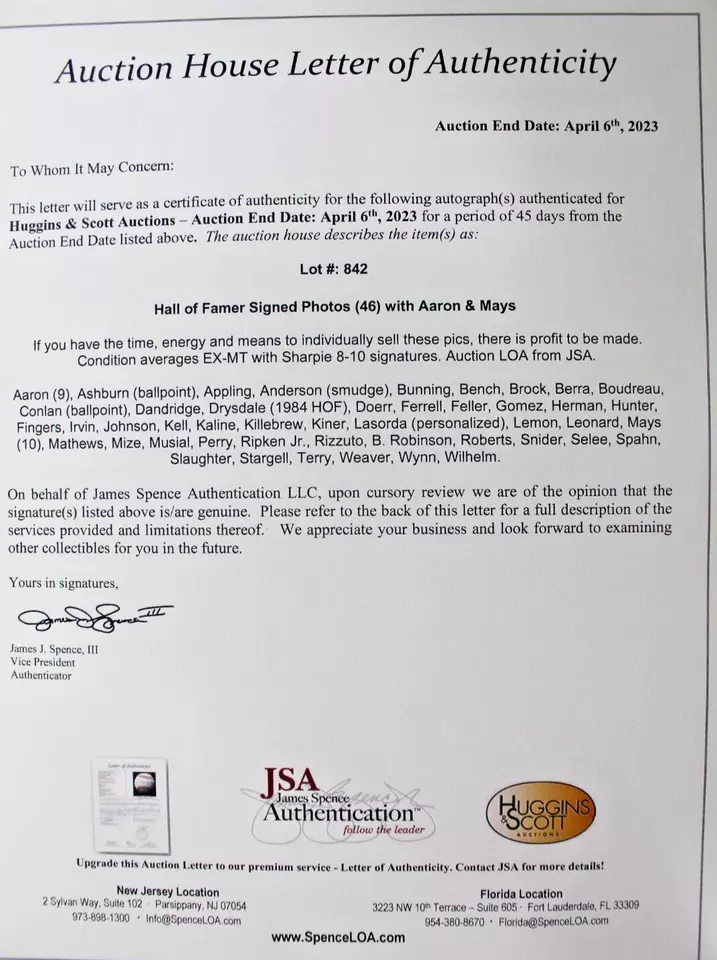 Auction House Letter of Authenticity
Auction End Date: April 6th, 2023
To Whom It May Concern:
This letter will serve as a certificate of authenticity for the following autograph(s) authenticated for
Huggins & Scott Auctions – Auction End Date: April 6th, 2023 for a period of 45 days from the
Auction End Date listed above. The auction house describes the item(s) as:
Lot #: 842
Hall of Famer Signed Photos (46) with Aaron & Mays
If you have the time, energy and means to individually sell these pics, there is profit to be made.
Condition averages EX-MT with Sharpie 8-10 signatures. Auction LOA from JSA.
Aaron (9), Ashburn (ballpoint), Appling, Anderson (smudge), Bunning, Bench, Brock, Berra, Boudreau,
Conlan (ballpoint), Dandridge, Drysdale (1984 HOF), Doerr, Ferrell, Feller, Gomez, Herman, Hunter,
Fingers, Irvin, Johnson, Kell, Kaline, Killebrew, Kiner, Lasorda (personalized), Lemon, Leonard, Mays
(10), Mathews, Mize, Musial, Perry, Ripken Jr., Rizzuto, B. Robinson, Roberts, Snider, Selee, Spahn,
Slaughter, Stargell, Terry, Weaver, Wynn, Wilhelm.
On behalf of James Spence Authentication LLC, upon cursory review we are of the opinion that the
signature(s) listed above is/are genuine. Please refer to the back of this letter for a full description of the
services provided and limitations thereof. We appreciate your business and look forward to examining
other collectibles for you in the future.
Yours in signatures,
James J. Spence III
James J. Spence, III
Vice President
Authenticator
Letter of Authenticity
JSA
James Spence
Authentication™
follow the leader
HUGGINS
& SCOTT
AUCTIONS
Upgrade this Auction Letter to our premium service - Letter of Authenticity. Contact JSA for more details!
New Jersey Location
2 Sylvan Way, Suite 102 · Parsippany, NJ 07054
973-898-1300 · Info@SpenceLOA.com
Florida Location
3223 NW 10th Terrace – Suite 605 · Fort Lauderdale, FL 33309
954-380-8670 · Florida@SpenceLOA.com
www.SpenceLOA.com